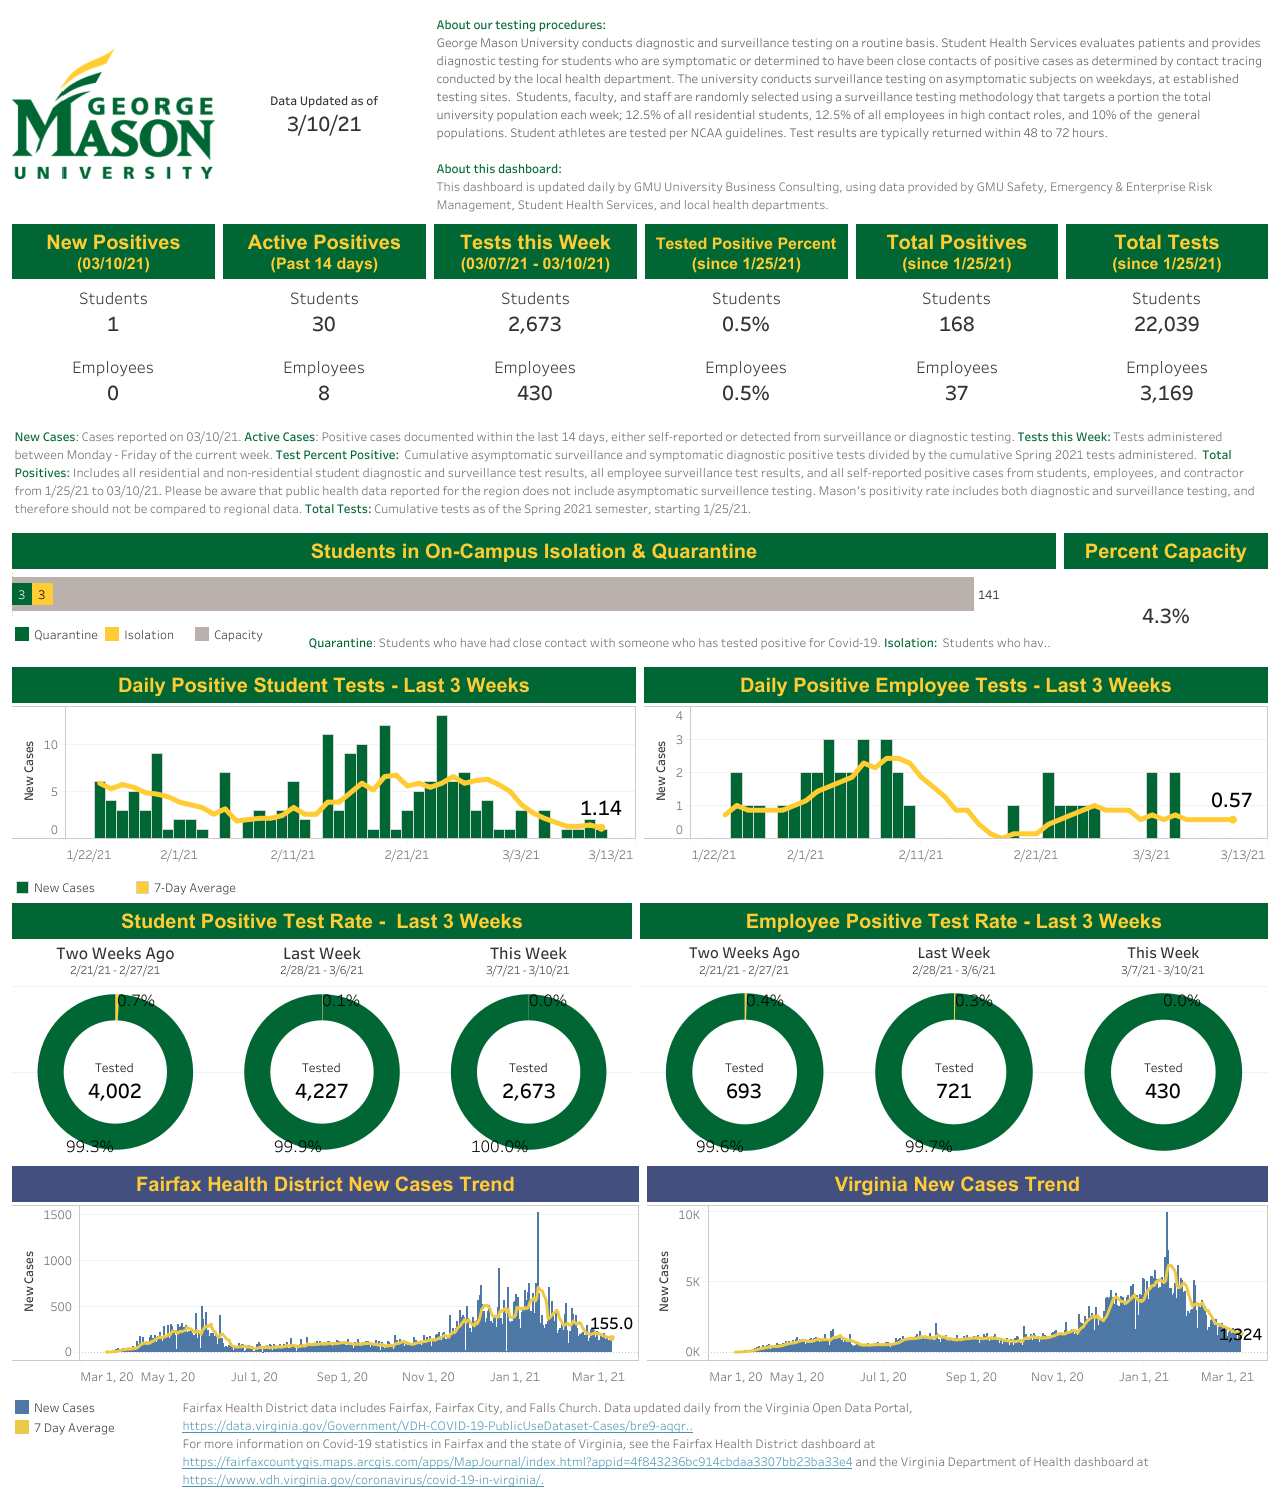 About our testing procedures:
George Mason University conducts diagnostic and surveillance testing on a routine basis. Student Health Services evaluates patients and provides
diagnostic testing for students who are symptomatic or determined to have been close contacts of positive cases as determined by contact tracing
conducted by the local health department. The university conducts surveillance testing on asymptomatic subjects on weekdays, at established
testing sites. Students, faculty, and staff are randomly selected using a surveillance testing methodology that targets a portion the total
university population each week; 12.5% of all residential students, 12.5% of all employees in high contact roles, and 10% of the general
populations. Student athletes are tested per NCAA guidelines. Test results are typically returned within 48 to 72 hours.
GEORGE
MASON
UNIVERSITY
Data Updated as of
3/10/21
About this dashboard:
This dashboard is updated daily by GMU University Business Consulting, using data provided by GMU Safety, Emergency & Enterprise Risk
Management, Student Health Services, and local health departments.
New Positives
(03/10/21)
Students
1
Employees
0
Active Positives
(Past 14 days)
Students
30
Employees
8
Tests this Week
(03/07/21 - 03/10/21)
Students
2,673
Employees
430
Tested Positive Percent
(since 1/25/21)
Students
0.5%
Employees
0.5%
Total Positives
(since 1/25/21)
Students
168
Employees
37
Total Tests
(since 1/25/21)
Students
22,039
Employees
3,169
New Cases: Cases reported on 03/10/21. Active Cases: Positive cases documented within the last 14 days, either self-reported or detected from surveillance or diagnostic testing. Tests this Week: Tests administered
between Monday - Friday of the current week. Test Percent Positive: Cumulative asymptomatic surveillance and symptomatic diagnostic positive tests divided by the cumulative Spring 2021 tests administered. Total
Positives: Includes all residential and non-residential student diagnostic and surveillance test results, all employee surveillance test results, and all self-reported positive cases from students, employees, and contractor
from 1/25/21 to 03/10/21. Please be aware that public health data reported for the region does not include asymptomatic surveillence testing. Mason's positivity rate includes both diagnostic and surveillance testing, and
therefore should not be compared to regional data. Total Tests: Cumulative tests as of the Spring 2021 semester, starting 1/25/21.
Students in On-Campus Isolation & Quarantine
Percent Capacity
3 3 141
4.3%
Quarantine Isolation Capacity
Quarantine: Students who have had close contact with someone who has tested positive for Covid-19. Isolation: Students who hav..
Daily Positive Student Tests - Last 3 Weeks
New Cases
10
5
0
1.14
1/22/21 2/1/21 2/11/21 2/21/21 3/3/21 3/13/21
Daily Positive Employee Tests - Last 3 Weeks
New Cases
4
3
2
1
0
0.57
1/22/21 2/1/21 2/11/21 2/21/21 3/3/21 3/13/21
New Cases 7-Day Average
Student Positive Test Rate - Last 3 Weeks
Two Weeks Ago
2/21/21 - 2/27/21
0.7%
Tested
4,002
99.3%
Last Week
2/28/21 - 3/6/21
0.1%
Tested
4,227
99.9%
This Week
3/7/21 - 3/10/21
0.0%
Tested
2,673
100.0%
Employee Positive Test Rate - Last 3 Weeks
Two Weeks Ago
2/21/21 - 2/27/21
0.4%
Tested
693
99.6%
Last Week
2/28/21 - 3/6/21
0.3%
Tested
721
99.7%
This Week
3/7/21 - 3/10/21
0.0%
Tested
430
Fairfax Health District New Cases Trend
New Cases
1500
1000
500
0
155.0
Mar 1, 20 May 1, 20 Jul 1, 20 Sep 1, 20 Nov 1, 20 Jan 1, 21 Mar 1, 21
Virginia New Cases Trend
New Cases
10K
5K
0K
1,324
Mar 1, 20 May 1, 20 Jul 1, 20 Sep 1, 20 Nov 1, 20 Jan 1, 21 Mar 1, 21
New Cases
7 Day Average
Fairfax Health District data includes Fairfax, Fairfax City, and Falls Church. Data updated daily from the Virginia Open Data Portal,
https://data.virginia.gov/Government/VDH-COVID-19-PublicUseDataset-Cases/bre9-aqqr..
For more information on Covid-19 statistics in Fairfax and the state of Virginia, see the Fairfax Health District dashboard at
https://fairfaxcountygis.maps.arcgis.com/apps/MapJournal/index.html?appid=4f843236bc914cbdaa3307bb23ba33e4 and the Virginia Department of Health dashboard at
https://www.vdh.virginia.gov/coronavirus/covid-19-in-virginia/.